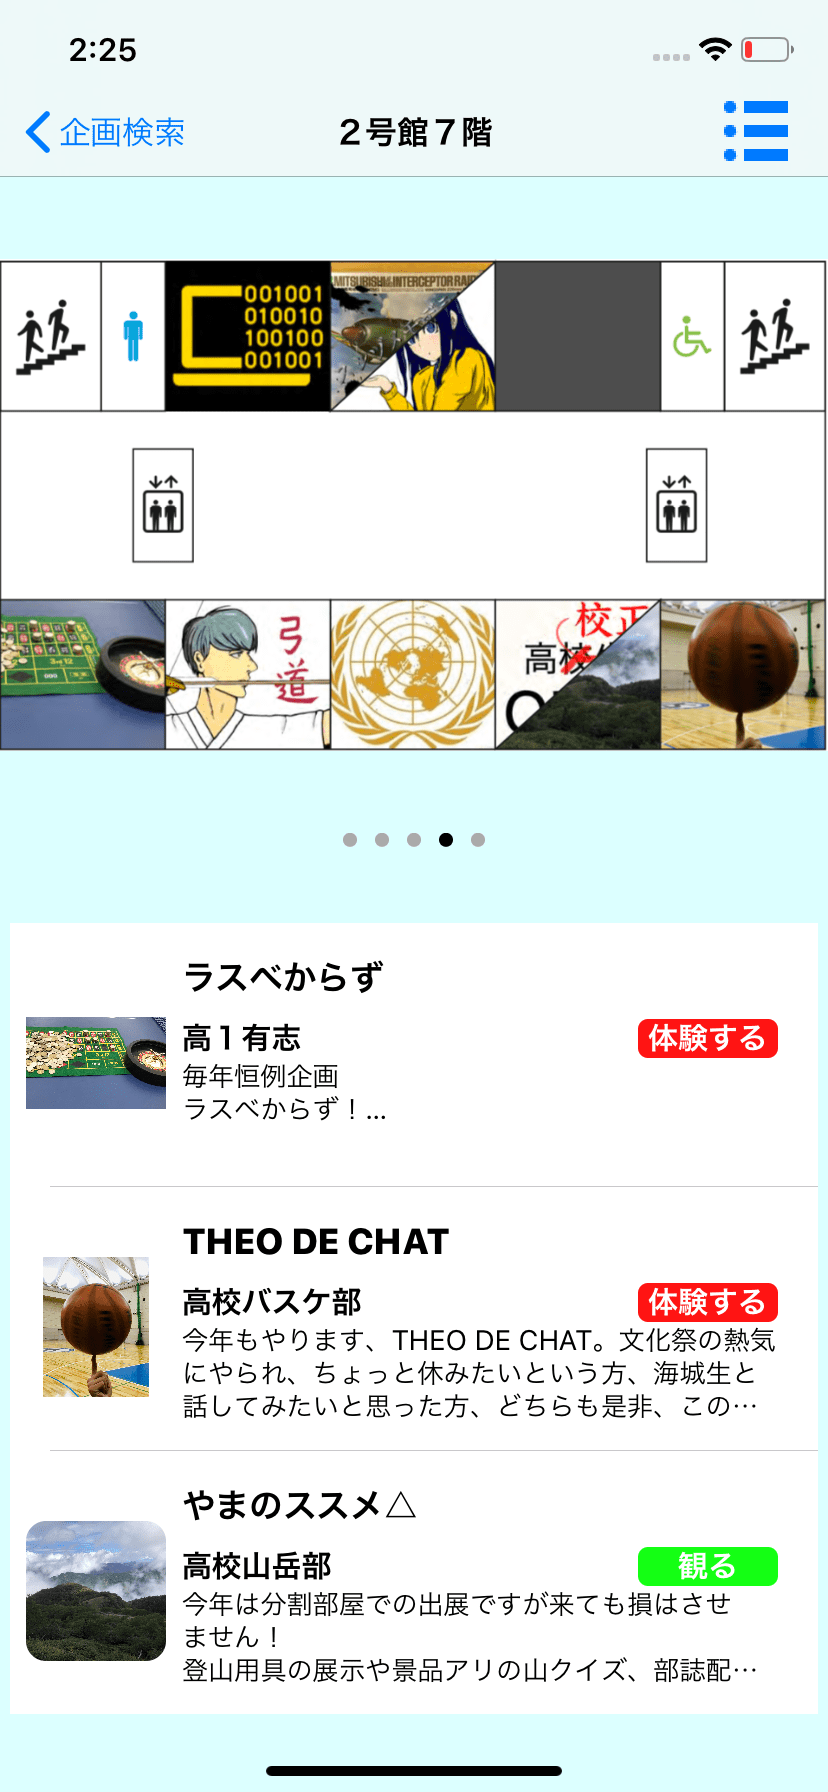 2:25
企画検索
２号館７階
001001
010010
100100
001001
MITSUBISHI INTERCEPTOR RAID
3rd 12
弓道
校正
高校
ラスべからず
高１有志
体験する
毎年恒例企画
ラスべからず！...
THEO DE CHAT
高校バスケ部
体験する
今年もやります、THEO DE CHAT。文化祭の熱気
にやられ、ちょっと休みたいという方、海城生と
話してみたいと思った方、どちらも是非、この…
やまのススメ△
高校山岳部
観る
今年は分割部屋での出展ですが来ても損はさせ
ません！
登山用具の展示や景品アリの山クイズ、部誌配…